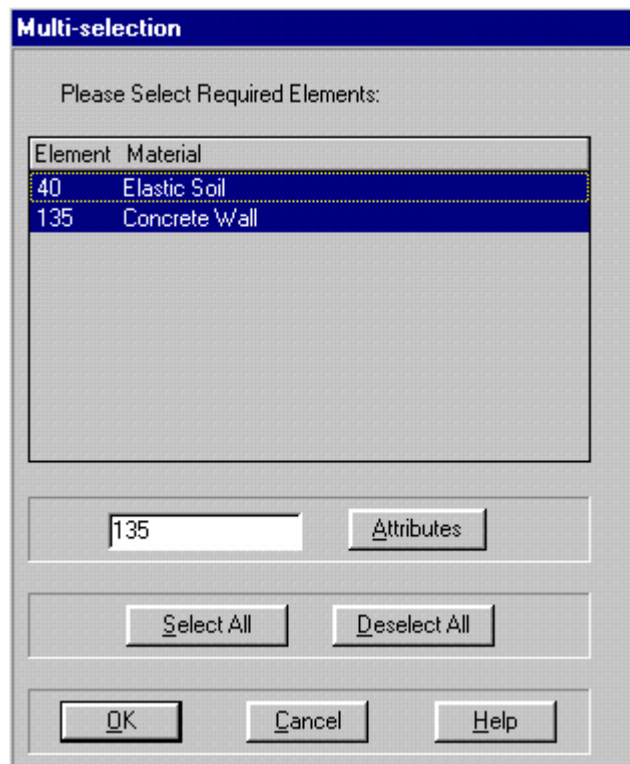 Multi-selection
Please Select Required Elements:
Element Material
40 Elastic Soil
135 Concrete Wall
135 Attributes
Select All Deselect All
OK Cancel Help